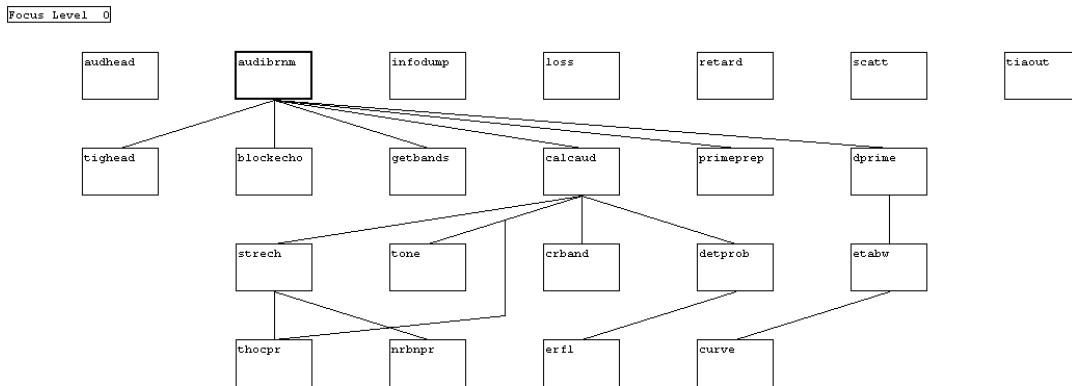 Focus Level 0
audhead
audibrnm
infodump
loss
retard
scatt
tiaout
tighead
blockecho
getbands
calcaud
primeprep
dprime
strech
tone
crband
detprob
etabw
thocpr
nrbnpr
erfl
curve